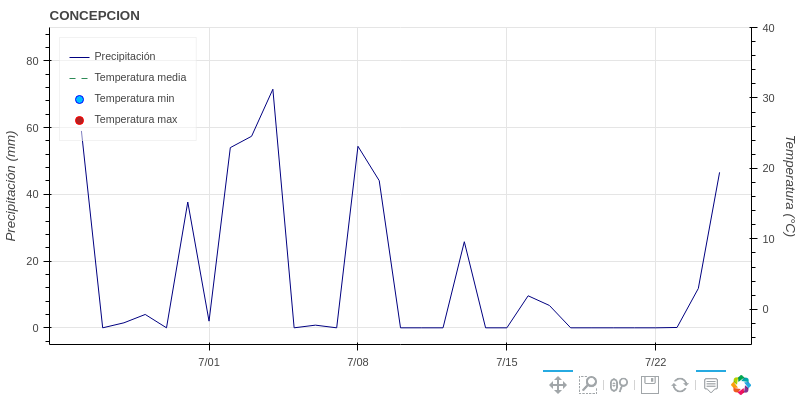 CONCEPCION
Precipitación
Temperatura media
Temperatura min
Temperatura max
Precipitación (mm)
80
60
40
20
0
40
30
20
10
0
Temperatura (°C)
7/01
7/08
7/15
7/22